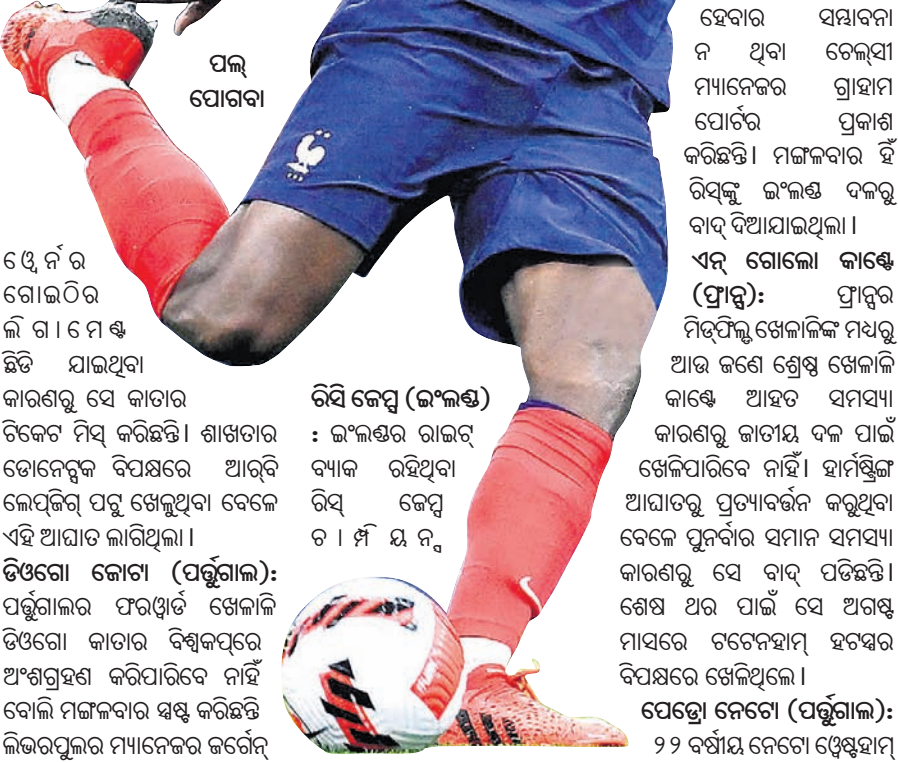 ପଲ୍
ପୋଗବା
ଓ୍ବେର୍ନର
ଗୋଇଠିର
ଲିଗାମେଣ୍ଟ
ଛିଡି ଯାଇଥିବା
କାରଣରୁ ସେ କାତାର
ଟିକେଟ ମିସ୍ କରିଛନ୍ତି। ଶାଖତାର
ଡୋନେଟ୍ସ୍କ ବିପକ୍ଷରେ ଆର୍‌ବି
ଲେପ୍‌ଜିଗ୍ ପଟୁ ଖେଳୁଥିବା ବେଳେ
ଏହି ଆଘାତ ଲାଗିଥିଲା।
ଡିଓଗୋ ଜୋଟା (ପର୍ତ୍ତୁଗାଲ):
ପର୍ତ୍ତୁଗାଲର ଫରଓ୍ବାର୍ଡ ଖେଳାଳି
ଡିଓଗୋ କାତାର ବିଶ୍ୱକପ୍‌ରେ
ଅଂଶଗ୍ରହଣ କରିପାରିବେ ନାହିଁ
ବୋଲି ମଙ୍ଗଳବାର ସ୍ପଷ୍ଟ କରିଛନ୍ତି
ଲିଭରପୁଲର ମ୍ୟାନେଜର ଜର୍ଗେନ୍
ରିସି ଜେମ୍ସ (ଇଂଲଣ୍ଡ)
: ଇଂଲଣ୍ଡର ରାଇଟ୍
ବ୍ୟାକ ରହିଥିବା
ରିସ୍ ଜେମ୍ସ
ଚାମ୍ପିୟନ୍ସ
ହେବାର ସମ୍ଭାବନା
ନ ଥିବା ଚେଲ୍‌ସୀ
ମ୍ୟାନେଜର ଗ୍ରାହାମ
ପୋର୍ଟର ପ୍ରକାଶ
କରିଛନ୍ତି। ମଙ୍ଗଳବାର ହିଁ
ରିସ୍‌ଙ୍କୁ ଇଂଲଣ୍ଡ ଦଳରୁ
ବାଦ୍ ଦିଆଯାଇଥିଲା।
ଏନ୍ ଗୋଲୋ କାଣ୍ଟେ
(ଫ୍ରାନ୍ସ): ଫ୍ରାନ୍ସର
ମିଡ୍‌ଫିଲ୍ଡ ଖେଳାଳିଙ୍କ ମଧ୍ୟରୁ
ଆଉ ଜଣେ ଶ୍ରେଷ୍ଠ ଖେଳାଳି
କାଣ୍ଟେ ଆହତ ସମସ୍ୟା
କାରଣରୁ ଜାତୀୟ ଦଳ ପାଇଁ
ଖେଳିପାରିବେ ନାହିଁ। ହାର୍ମଷ୍ଟ୍ରିଙ୍ଗ
ଆଘାତରୁ ପ୍ରତ୍ୟାବର୍ତ୍ତନ କରୁଥିବା
ବେଳେ ପୁନର୍ବାର ସମାନ ସମସ୍ୟା
କାରଣରୁ ସେ ବାଦ୍ ପଡିଛନ୍ତି।
ଶେଷ ଥର ପାଇଁ ସେ ଅଗଷ୍ଟ
ମାସରେ ଟଟେନହାମ୍ ହଟସ୍ପର
ବିପକ୍ଷରେ ଖେଳିଥିଲେ।
ପେଡ୍ରୋ ନେଟୋ (ପର୍ତ୍ତୁଗାଲ):
୨୨ ବର୍ଷୀୟ ନେଟୋ ଓ୍ବେଷ୍ଟହାମ୍